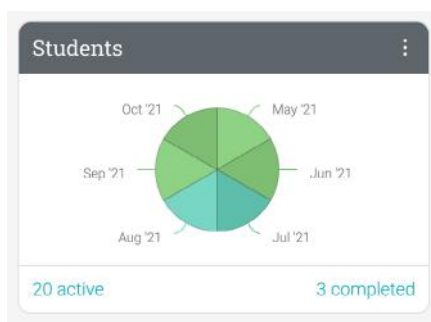 Students
Oct '21
May '21
Sep '21
Jun '21
Aug '21
Jul '21
20 active
3 completed